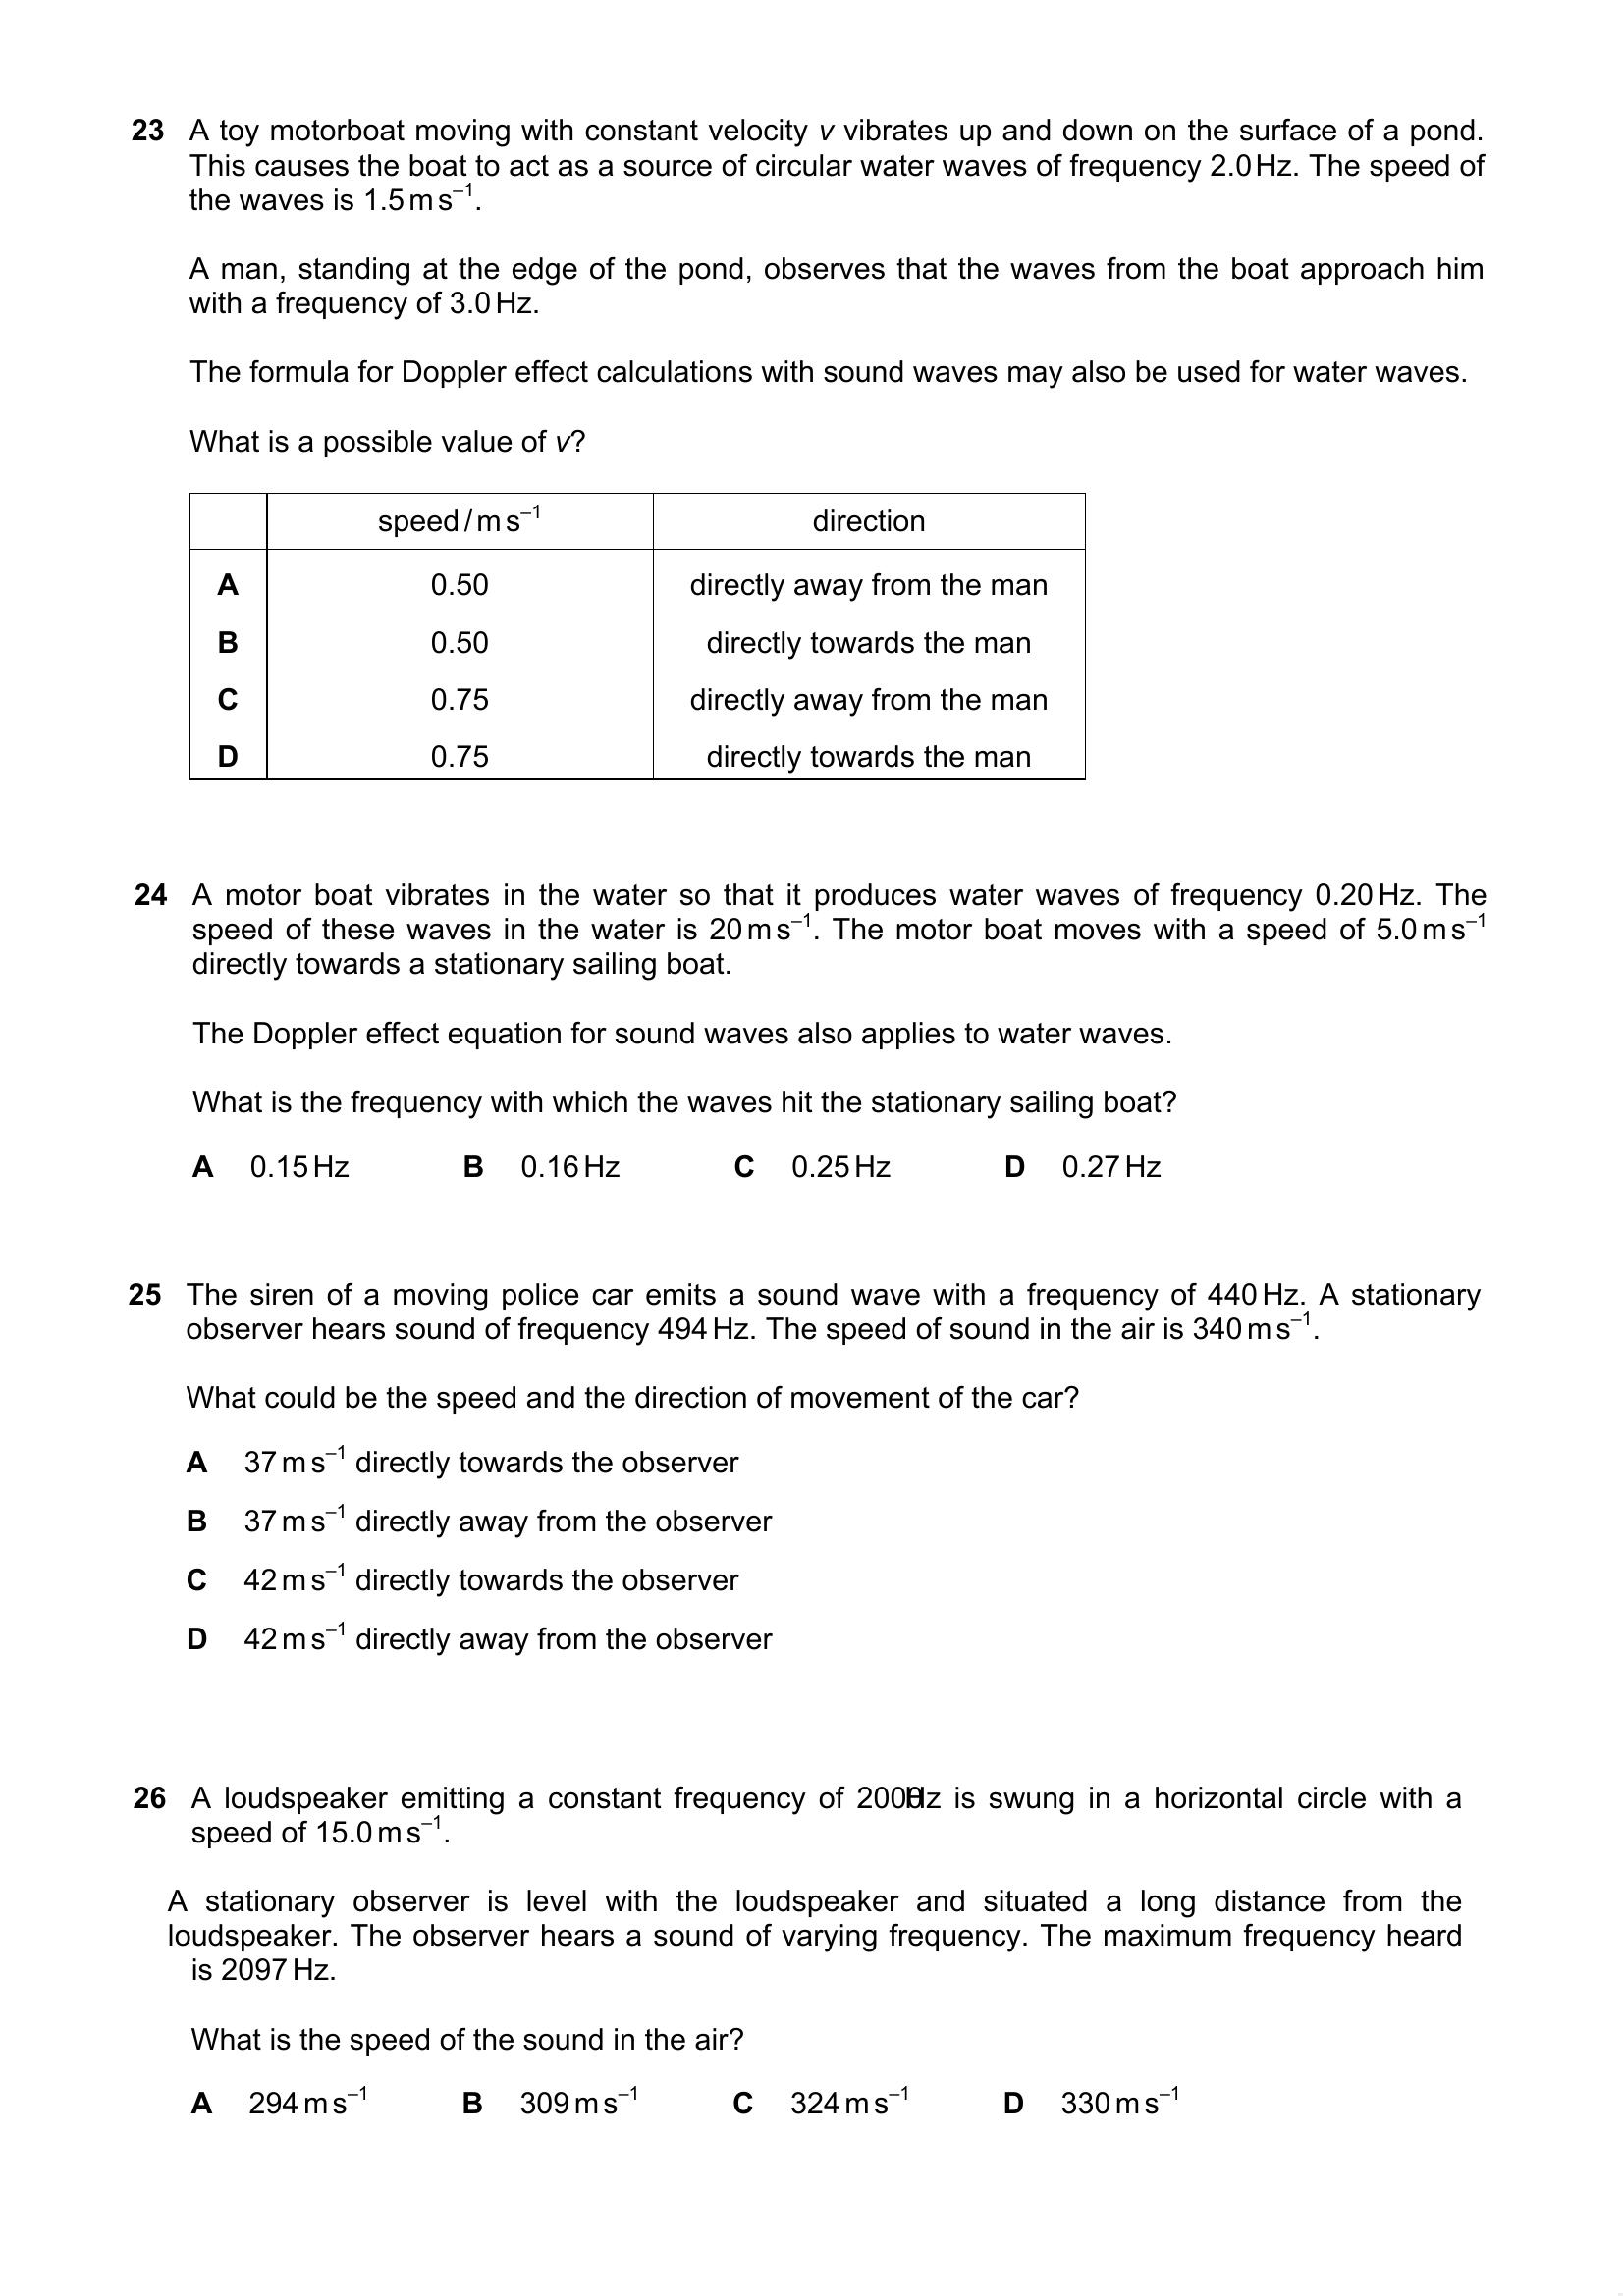 23 A toy motorboat moving with constant velocity v vibrates up and down on the surface of a pond.
This causes the boat to act as a source of circular water waves of frequency 2.0 Hz. The speed of
the waves is 1.5 m s⁻¹.
A man, standing at the edge of the pond, observes that the waves from the boat approach him
with a frequency of 3.0 Hz.
The formula for Doppler effect calculations with sound waves may also be used for water waves.
What is a possible value of v?
speed / m s⁻¹ direction
A 0.50 directly away from the man
B 0.50 directly towards the man
C 0.75 directly away from the man
D 0.75 directly towards the man
24 A motor boat vibrates in the water so that it produces water waves of frequency 0.20 Hz. The
speed of these waves in the water is 20 m s⁻¹. The motor boat moves with a speed of 5.0 m s⁻¹
directly towards a stationary sailing boat.
The Doppler effect equation for sound waves also applies to water waves.
What is the frequency with which the waves hit the stationary sailing boat?
A 0.15 Hz B 0.16 Hz C 0.25 Hz D 0.27 Hz
25 The siren of a moving police car emits a sound wave with a frequency of 440 Hz. A stationary
observer hears sound of frequency 494 Hz. The speed of sound in the air is 340 m s⁻¹.
What could be the speed and the direction of movement of the car?
A 37 m s⁻¹ directly towards the observer
B 37 m s⁻¹ directly away from the observer
C 42 m s⁻¹ directly towards the observer
D 42 m s⁻¹ directly away from the observer
26 A loudspeaker emitting a constant frequency of 2000 Hz is swung in a horizontal circle with a
speed of 15.0 m s⁻¹.
A stationary observer is level with the loudspeaker and situated a long distance from the
loudspeaker. The observer hears a sound of varying frequency. The maximum frequency heard
is 2097 Hz.
What is the speed of the sound in the air?
A 294 m s⁻¹ B 309 m s⁻¹ C 324 m s⁻¹ D 330 m s⁻¹